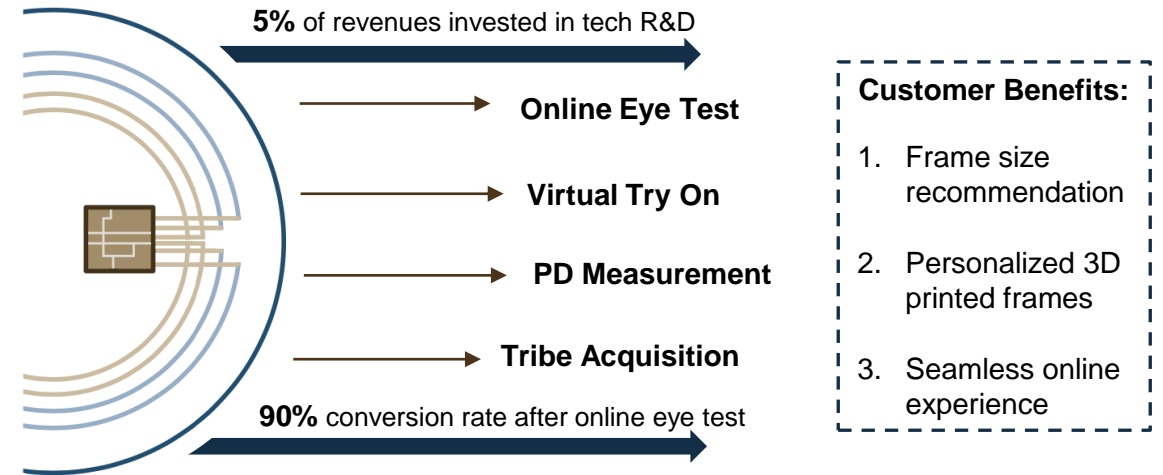 5% of revenues invested in tech R&D
Online Eye Test
Virtual Try On
PD Measurement
Tribe Acquisition
90% conversion rate after online eye test
Customer Benefits:
1. Frame size
recommendation
2. Personalized 3D
printed frames
3. Seamless online
experience